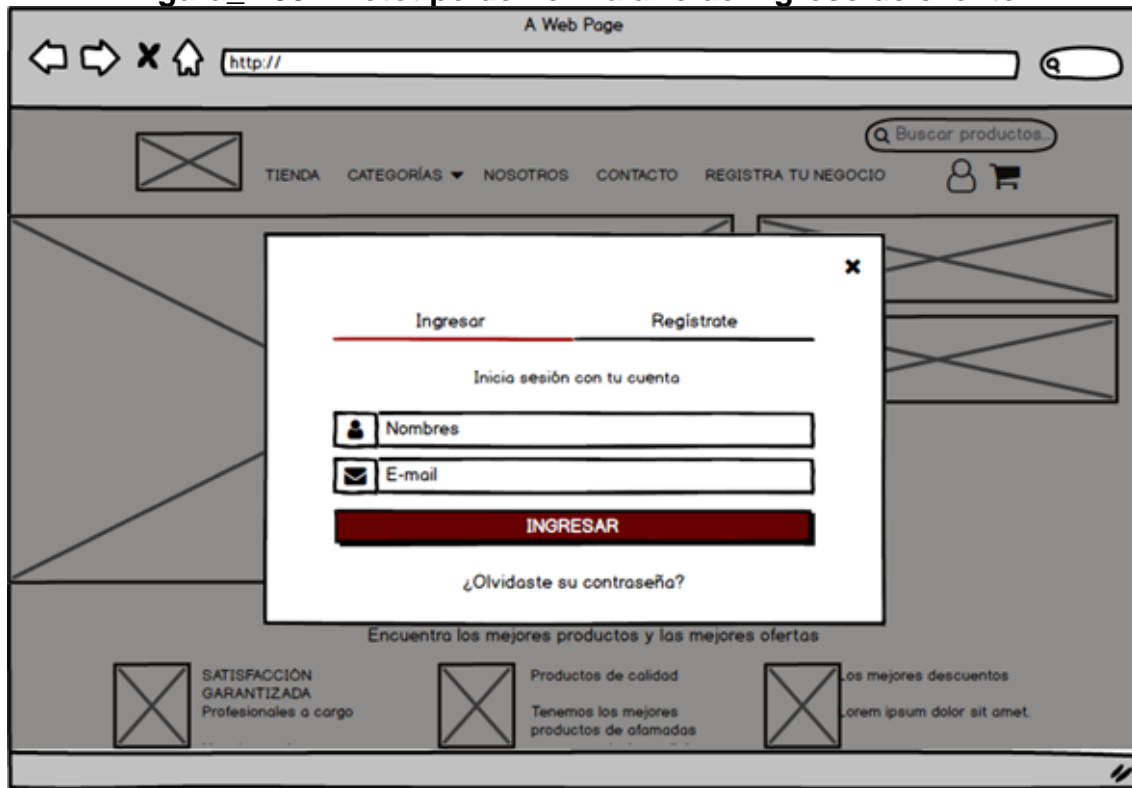 A Web Page
http://
Buscar productos...
TIENDA CATEGORÍAS NOSOTROS CONTACTO REGISTRA TU NEGOCIO
Ingresar Regístrate
Inicia sesión con tu cuenta
Nombres
E-mail
INGRESAR
¿Olvidaste su contraseña?
Encuentra los mejores productos y las mejores ofertas
SATISFACCIÓN
GARANTIZADA
Profesionales a cargo
Productos de calidad
Tenemos los mejores
productos de afamadas
Los mejores descuentos
Lorem ipsum dolor sit amet.